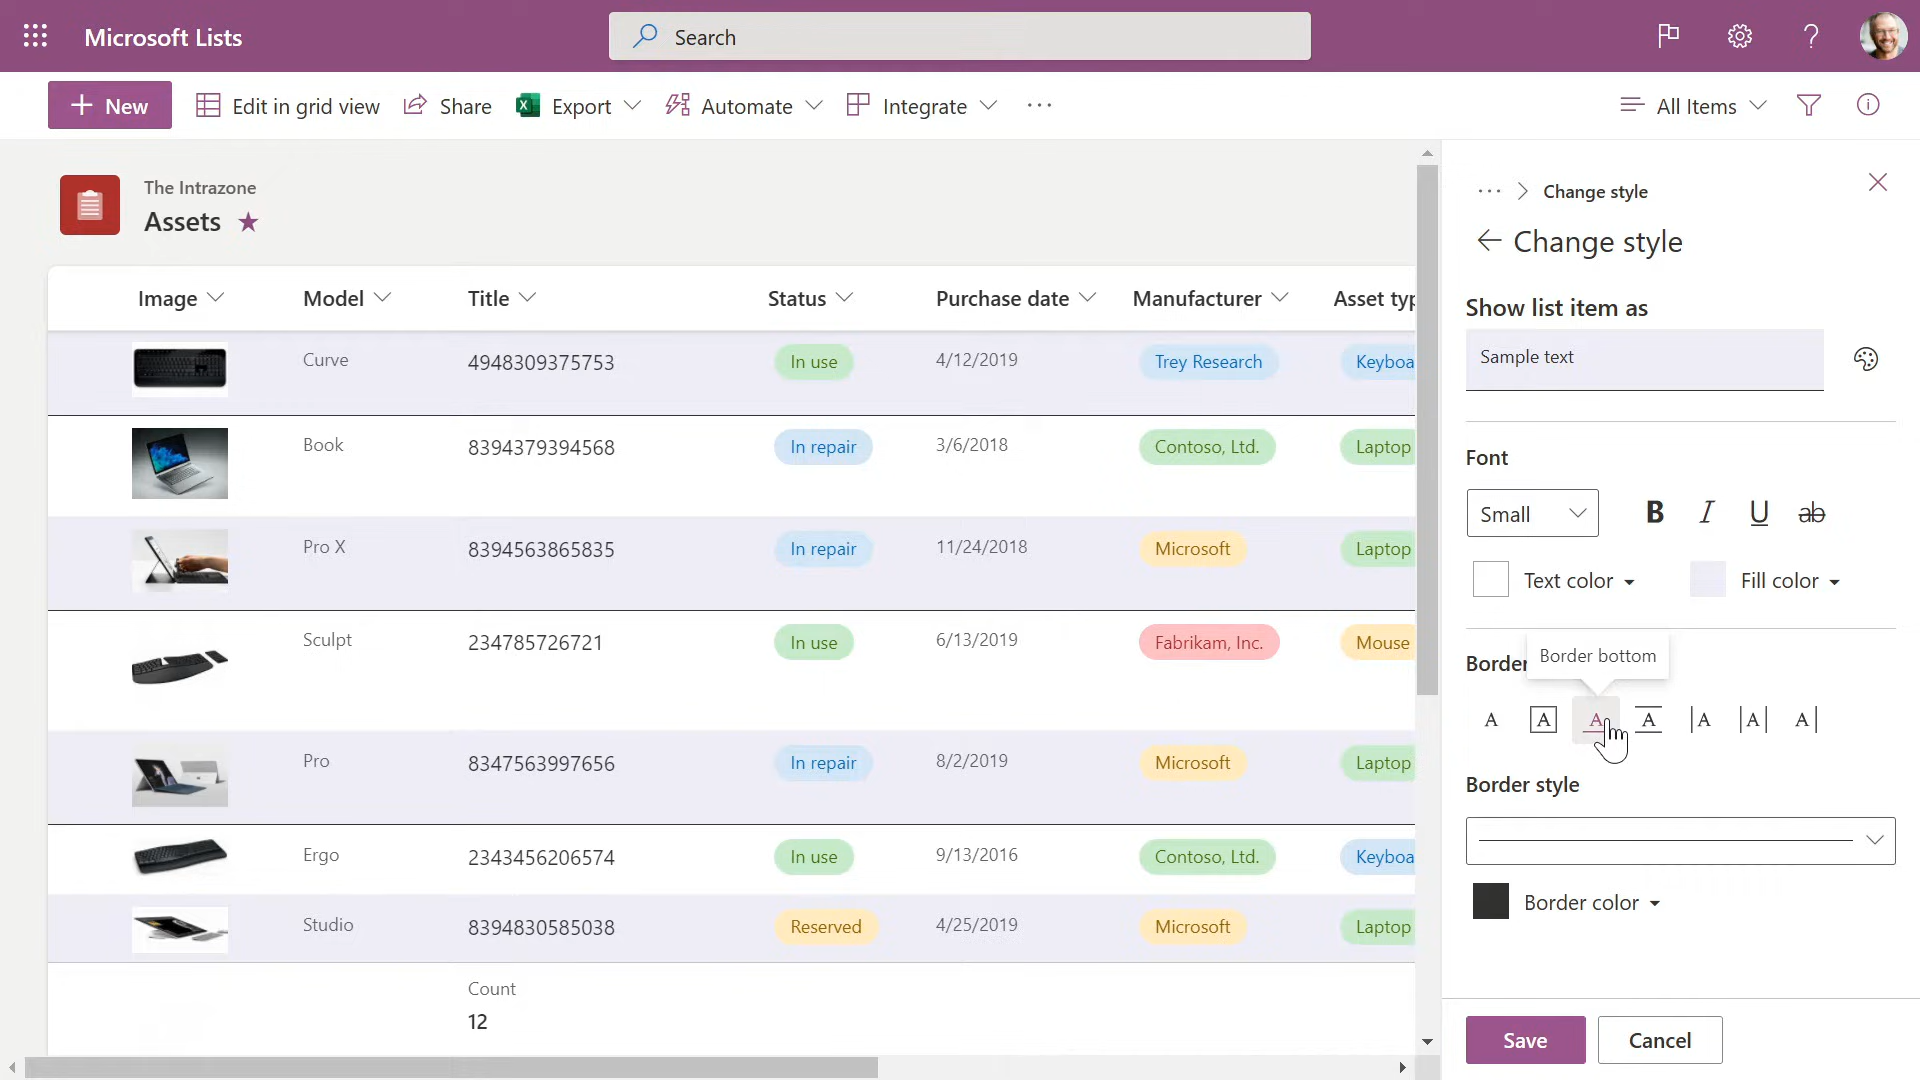 Microsoft Lists
Search
New
Edit in grid view
Share
Export
Automate
Integrate
All Items
The Intrazone
Assets
Image Model Title Status Purchase date Manufacturer Asset typ
Curve 4948309375753 In use 4/12/2019 Trey Research Keyboa
Book 8394379394568 In repair 3/6/2018 Contoso, Ltd. Laptop
Pro X 8394563865835 In repair 11/24/2018 Microsoft Laptop
Sculpt 234785726721 In use 6/13/2019 Fabrikam, Inc. Mouse
Pro 8347563997656 In repair 8/2/2019 Microsoft Laptop
Ergo 2343456206574 In use 9/13/2016 Contoso, Ltd. Keyboa
Studio 8394830585038 Reserved 4/25/2019 Microsoft Laptop
Count
12
Change style
Change style
Show list item as
Sample text
Font
Small B I U ab
Text color Fill color
Border
Border bottom
A A A A A A A
Border style
Border color
Save Cancel